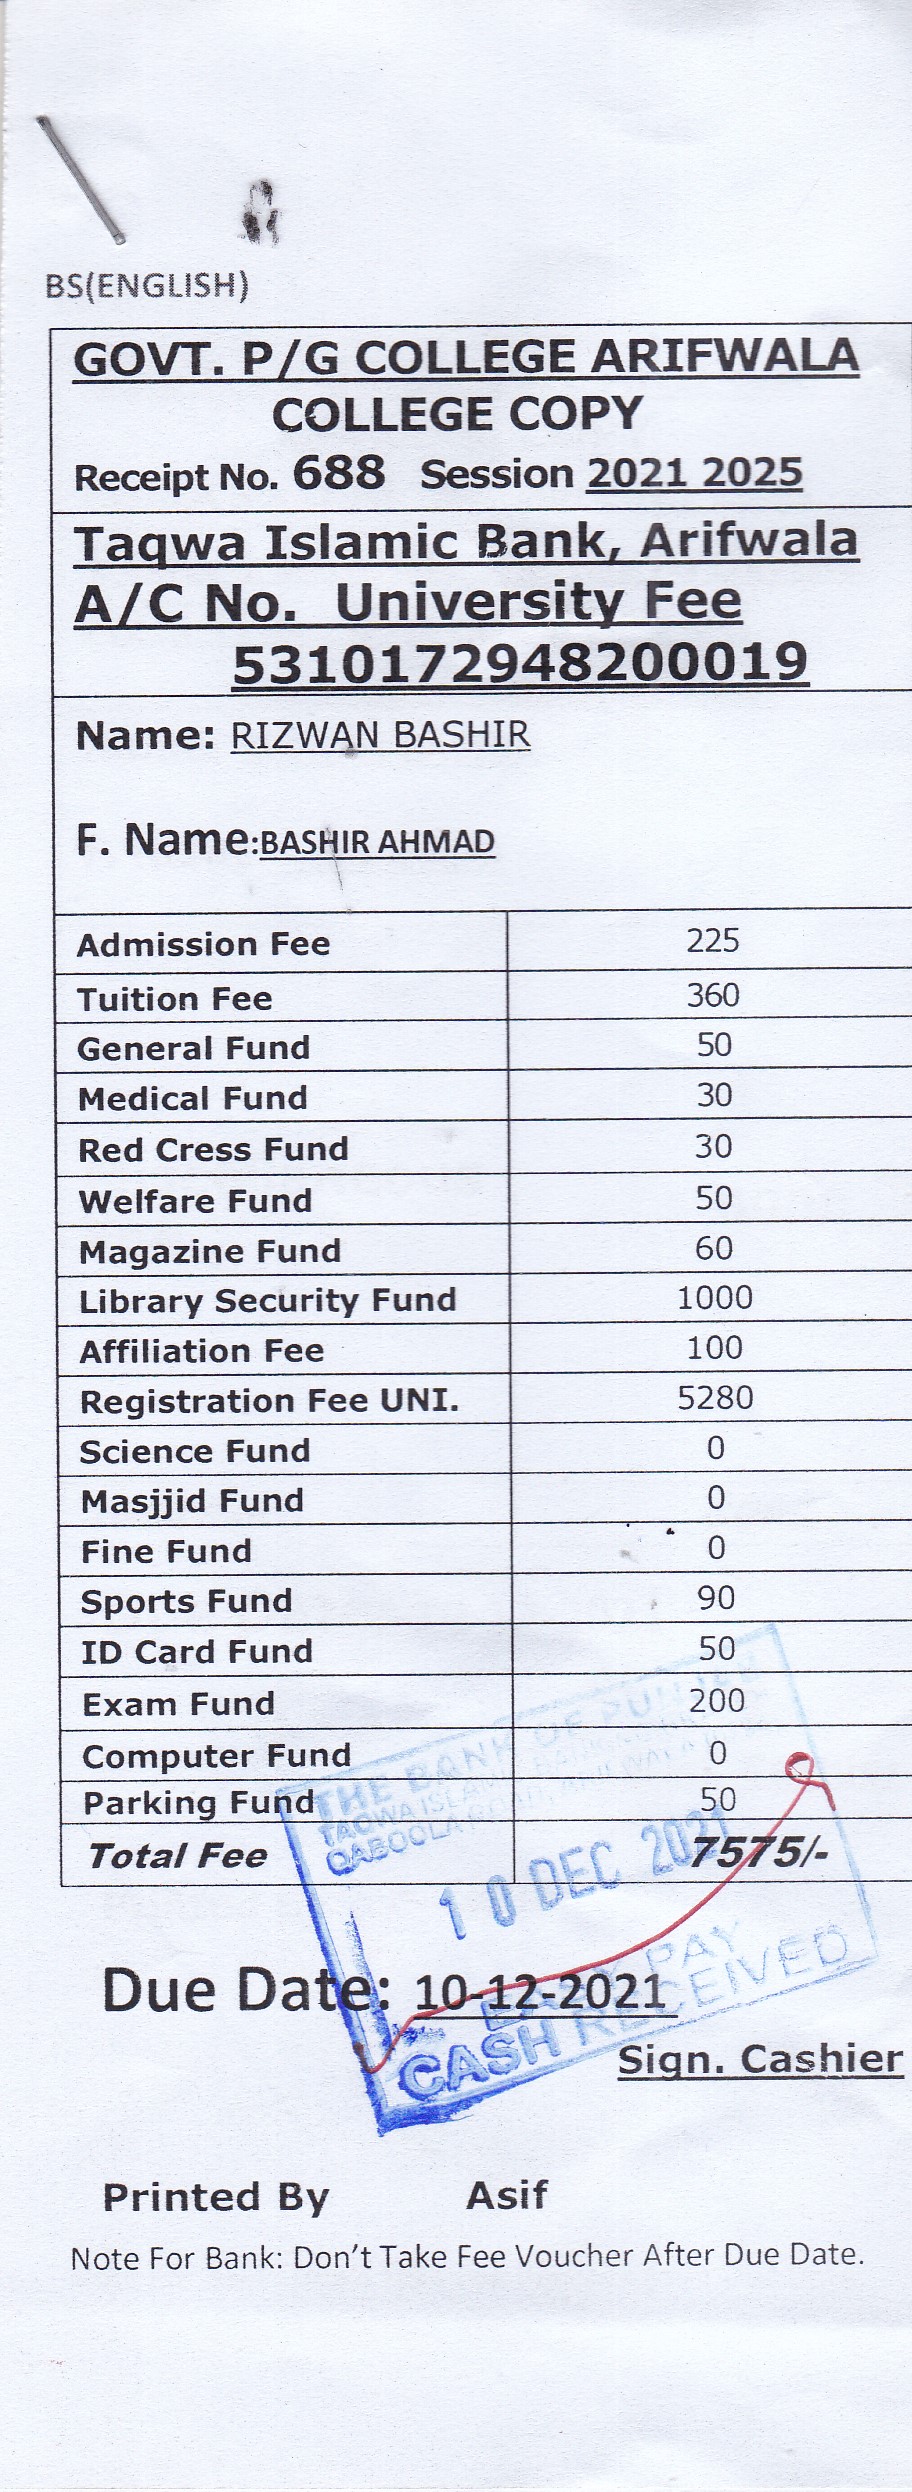 BS(ENGLISH)
GOVT. P/G COLLEGE ARIFWALA
COLLEGE COPY
Receipt No. 688 Session 2021 2025
Taqwa Islamic Bank, Arifwala
A/C No. University Fee
5310172948200019
Name: RIZWAN BASHIR
F. Name:BASHIR AHMAD
Admission Fee 225
Tuition Fee 360
General Fund 50
Medical Fund 30
Red Cress Fund 30
Welfare Fund 50
Magazine Fund 60
Library Security Fund 1000
Affiliation Fee 100
Registration Fee UNI. 5280
Science Fund 0
Masjjid Fund 0
Fine Fund 0
Sports Fund 90
ID Card Fund 50
Exam Fund 200
Computer Fund 0
Parking Fund 50
Total Fee 7575/-
THE BANK OF PUNJAB
TAQWA ISLAMIC BANKING
QABOOLA ROAD, ARIFWALA
10 DEC 2021
EASY PAY
CASH RECEIVED
Due Date: 10-12-2021
Sign. Cashier
Printed By Asif
Note For Bank: Don't Take Fee Voucher After Due Date.